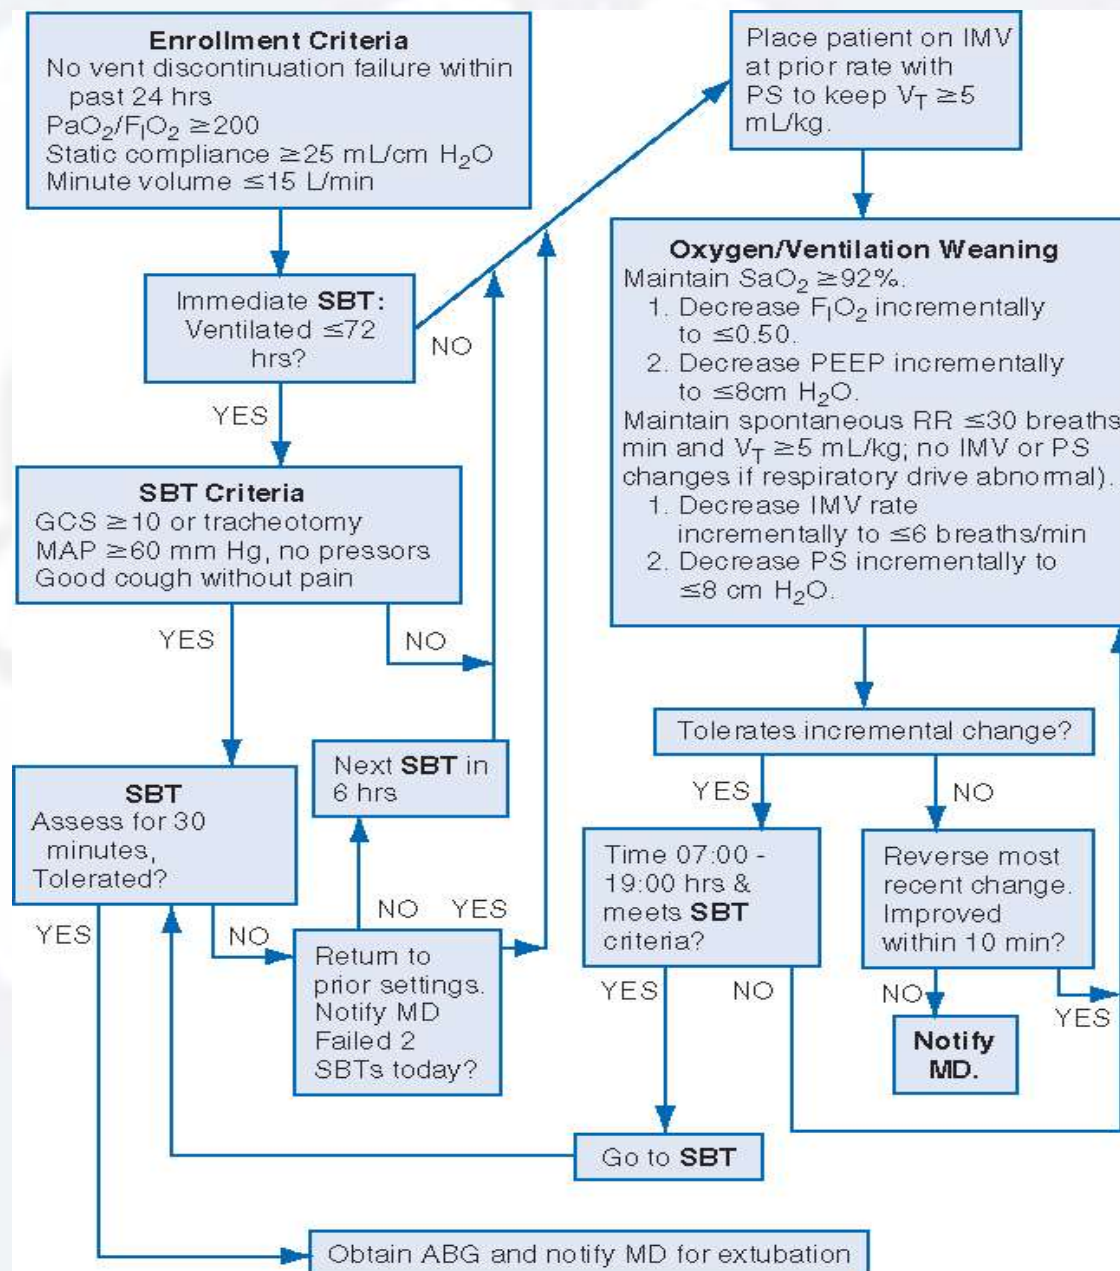 Enrollment Criteria
No vent discontinuation failure within
past 24 hrs
PaO₂/FIO₂ ≥200
Static compliance ≥25 mL/cm H₂O
Minute volume ≤15 L/min
Immediate SBT:
Ventilated ≤72
hrs?
NO
YES
SBT Criteria
GCS ≥10 or tracheotomy
MAP ≥60 mm Hg, no pressors
Good cough without pain
YES
NO
SBT
Assess for 30
minutes,
Tolerated?
Next SBT in
6 hrs
YES
NO
NO
YES
Return to
prior settings.
Notify MD
Failed 2
SBTs today?
Place patient on IMV
at prior rate with
PS to keep VT ≥5
mL/kg.
Oxygen/Ventilation Weaning
Maintain SaO₂ ≥92%.
1. Decrease FIO₂ incrementally
to ≤0.50.
2. Decrease PEEP incrementally
to ≤8cm H₂O.
Maintain spontaneous RR ≤30 breaths
min and VT ≥5 mL/kg; no IMV or PS
changes if respiratory drive abnormal).
1. Decrease IMV rate
incrementally to ≤6 breaths/min
2. Decrease PS incrementally to
≤8 cm H₂O.
Tolerates incremental change?
YES
NO
Time 07:00 -
19:00 hrs &
meets SBT
criteria?
Reverse most
recent change.
Improved
within 10 min?
YES
NO
NO
YES
Notify
MD.
Go to SBT
Obtain ABG and notify MD for extubation